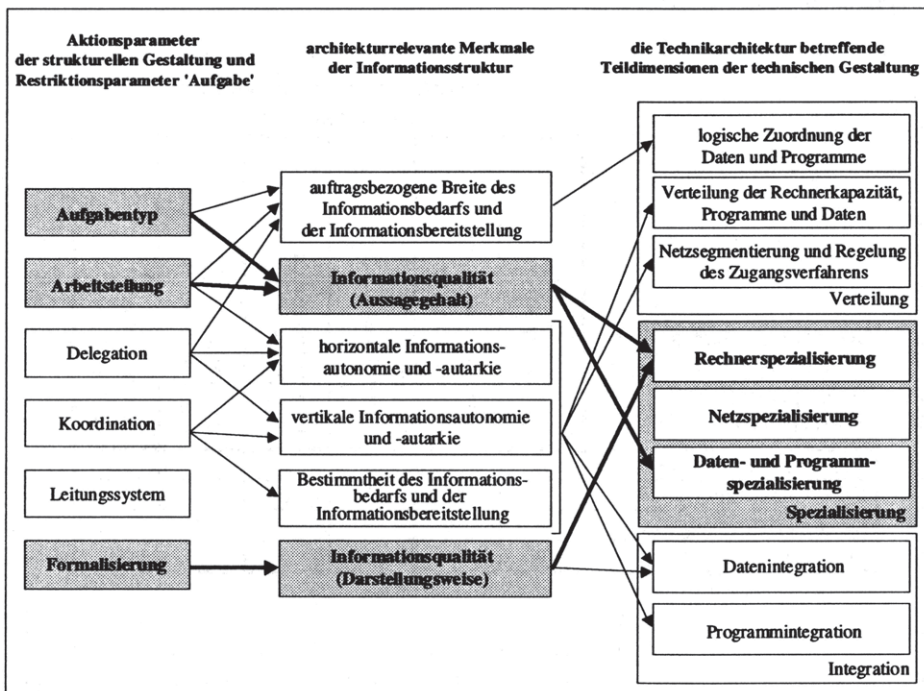 Aktionsparameter
der strukturellen Gestaltung und
Restriktionsparameter 'Aufgabe'
architekturrelevante Merkmale
der Informationsstruktur
die Technikarchitektur betreffende
Teildimensionen der technischen Gestaltung
Aufgabentyp
Arbeitsteilung
Delegation
Koordination
Leitungssystem
Formalisierung
auftragsbezogene Breite des
Informationsbedarfs und
der Informationsbereitstellung
Informationsqualität
(Aussagegehalt)
horizontale Informations-
autonomie und -autarkie
vertikale Informationsautonomie
und -autarkie
Bestimmtheit des Informations-
bedarfs und der
Informationsbereitstellung
Informationsqualität
(Darstellungsweise)
logische Zuordnung der
Daten und Programme
Verteilung der Rechnerkapazität,
Programme und Daten
Netzsegmentierung und Regelung
des Zugangsverfahrens
Verteilung
Rechnerspezialisierung
Netzspezialisierung
Daten- und Programm-
spezialisierung
Spezialisierung
Datenintegration
Programmintegration
Integration